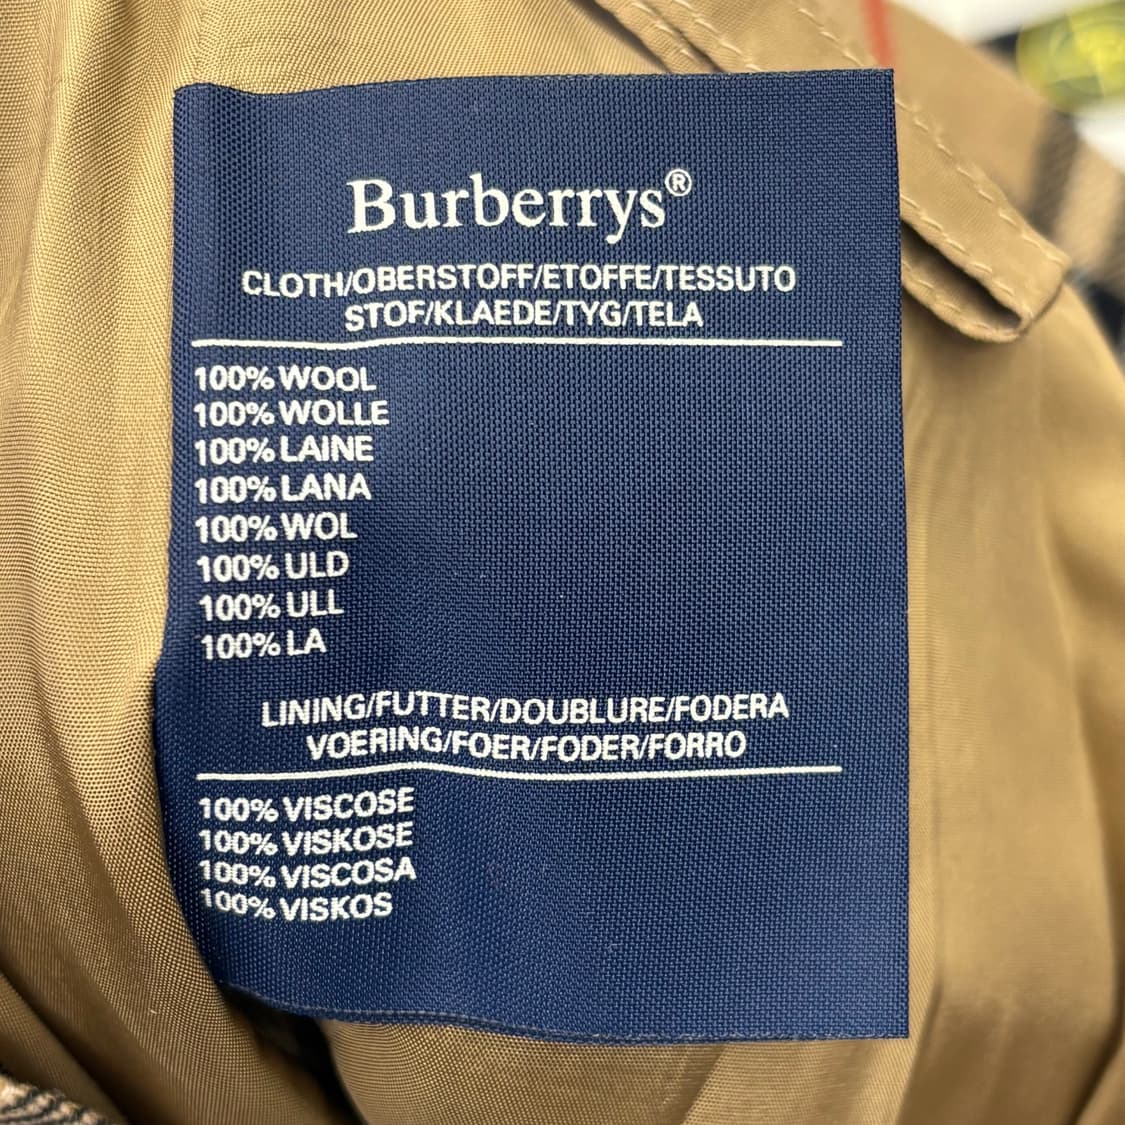 Burberrys®
CLOTH/OBERSTOFF/ETOFFE/TESSUTO
STOF/KLAEDE/TYG/TELA
100% WOOL
100% WOLLE
100% LAINE
100% LANA
100% WOL
100% ULD
100% ULL
100% LA
LINING/FUTTER/DOUBLURE/FODERA
VOERING/FOER/FODER/FORRO
100% VISCOSE
100% VISKOSE
100% VISCOSA
100% VISKOS